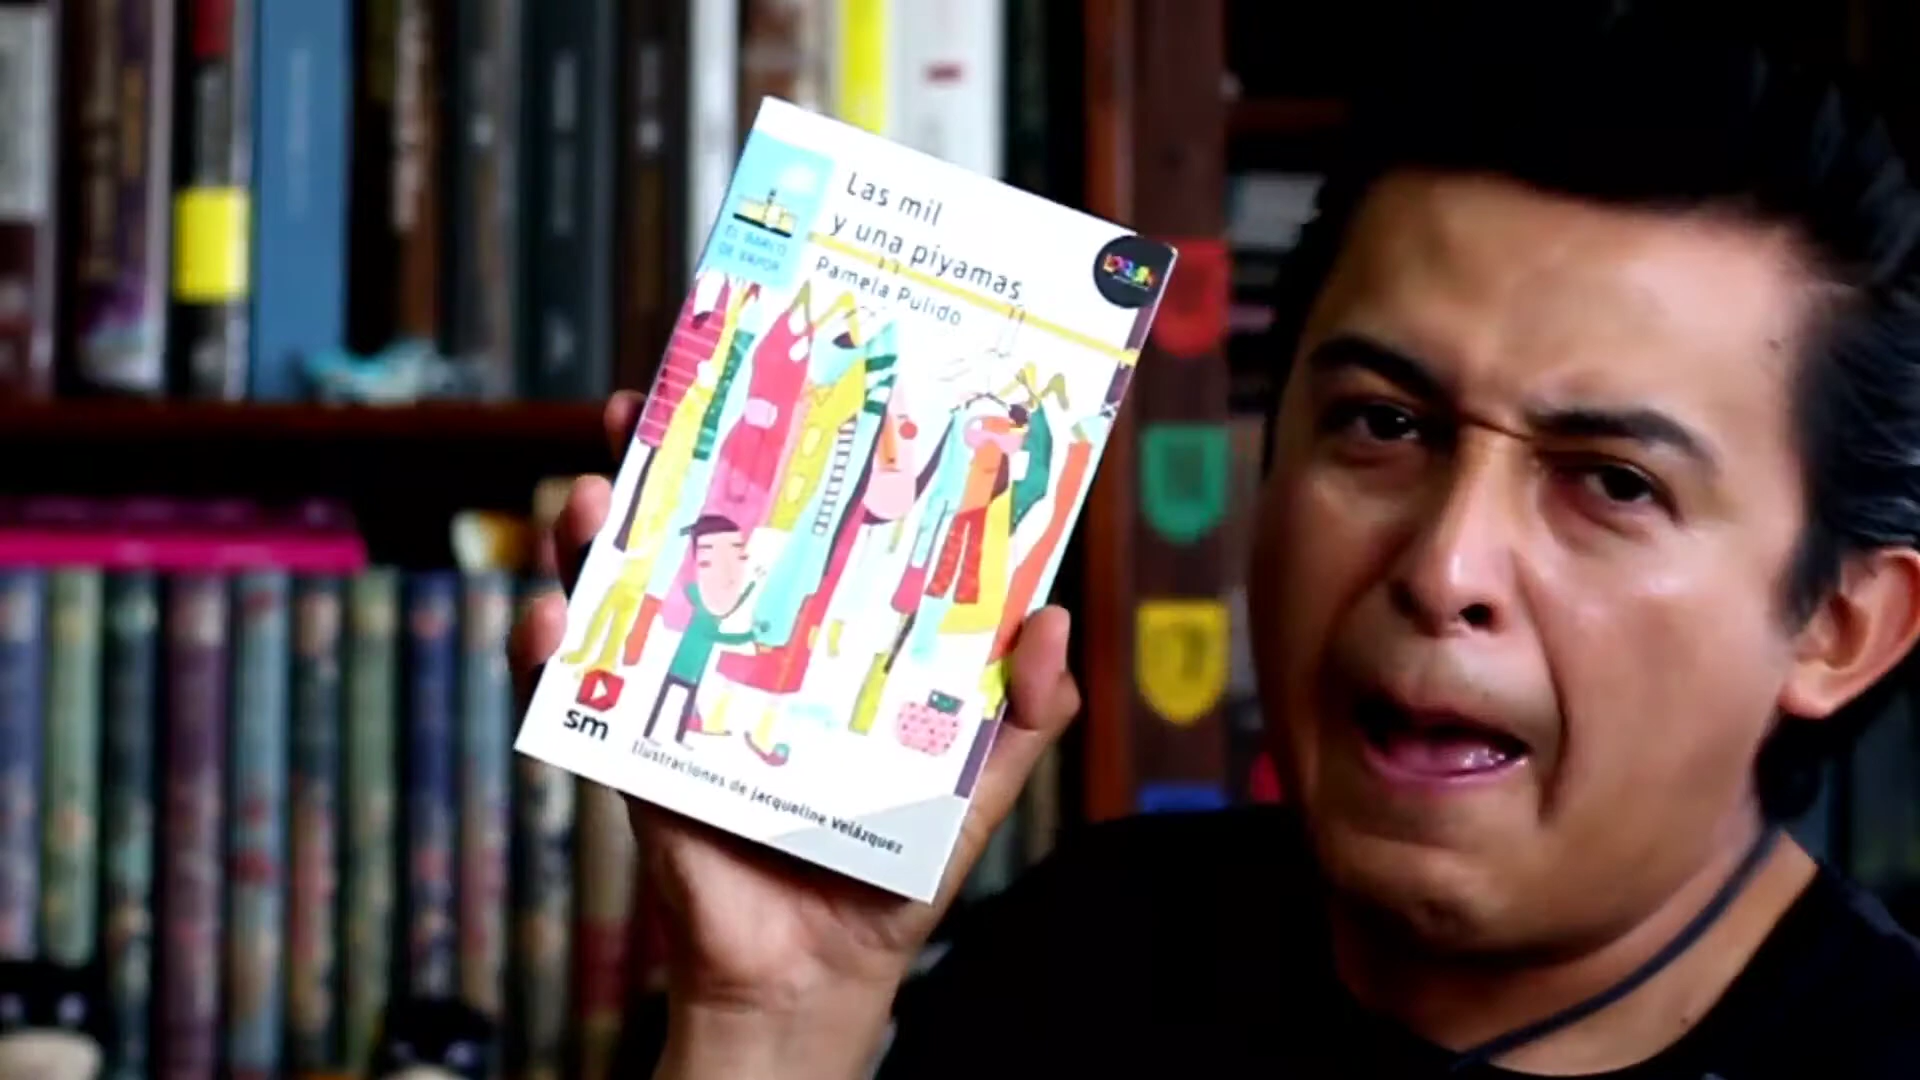 Las mil
y una piyamas
Pamela Pulido
EL BARCO
DE VAPOR
sm
Ilustraciones de Jacqueline Velázquez